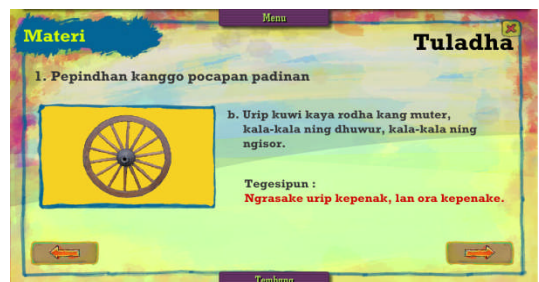 Menu
Materi
Tuladha
1. Pepindhan kanggo pocapan padinan
b. Urip kuwi kaya rodha kang muter,
kala-kala ning dhuwur, kala-kala ning
ngisor.
Tegesipun :
Ngrasake urip kepenak, lan ora kepenake.
Tembung